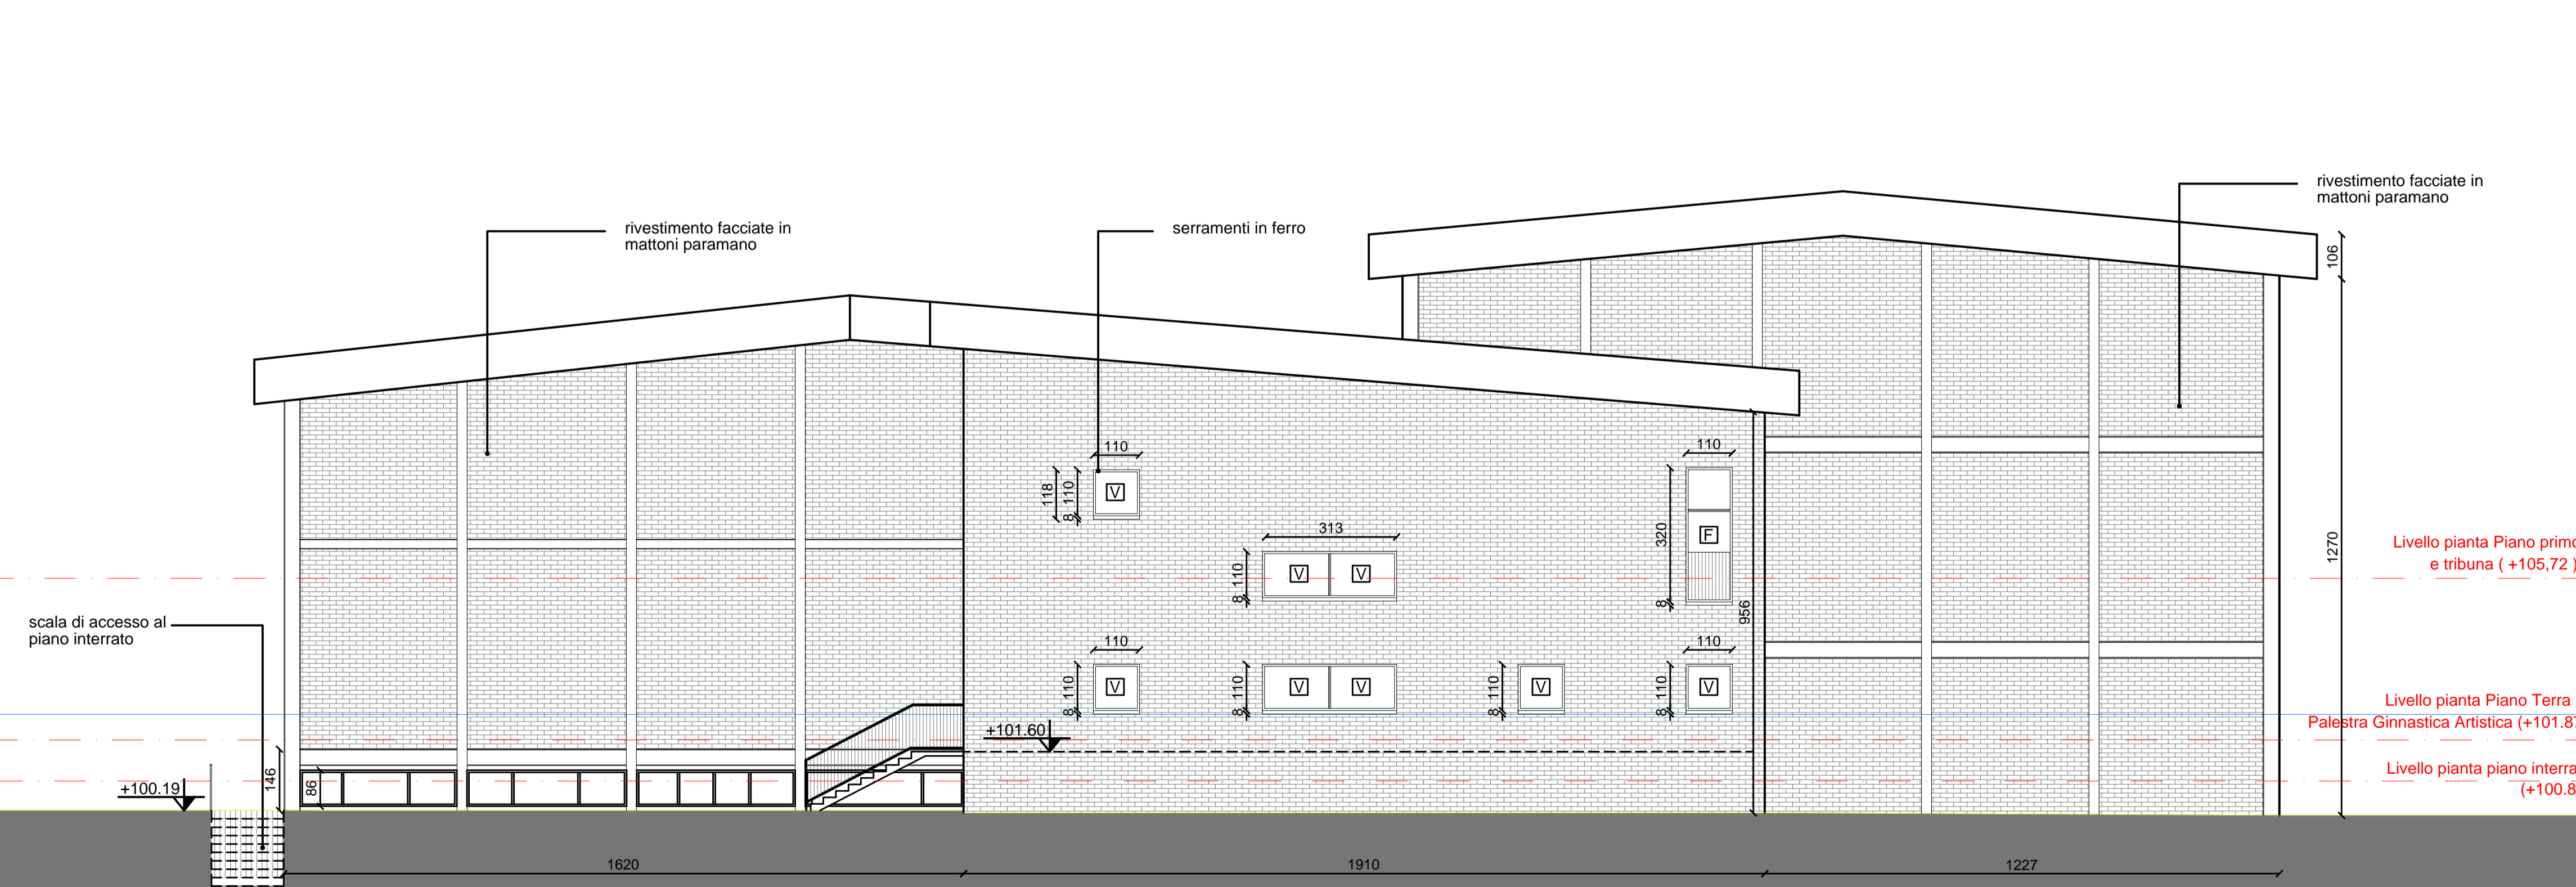 rivestimento facciate in
mattoni paramano
rivestimento facciate in
mattoni paramano
serramenti in ferro
106
110
118
110
8
110
320
8
313
110
8
956
1270
Livello pianta Piano primo
e tribuna ( +105,72 )
scala di accesso al
piano interrato
110
110
8
110
8
110
8
110
110
8
V
F
V
V
V
V
V
V
V
Livello pianta Piano Terra
Palestra Ginnastica Artistica (+101.87
+101.60
Livello pianta piano interra
(+100.8
+100.19
146
86
1620
1910
1227